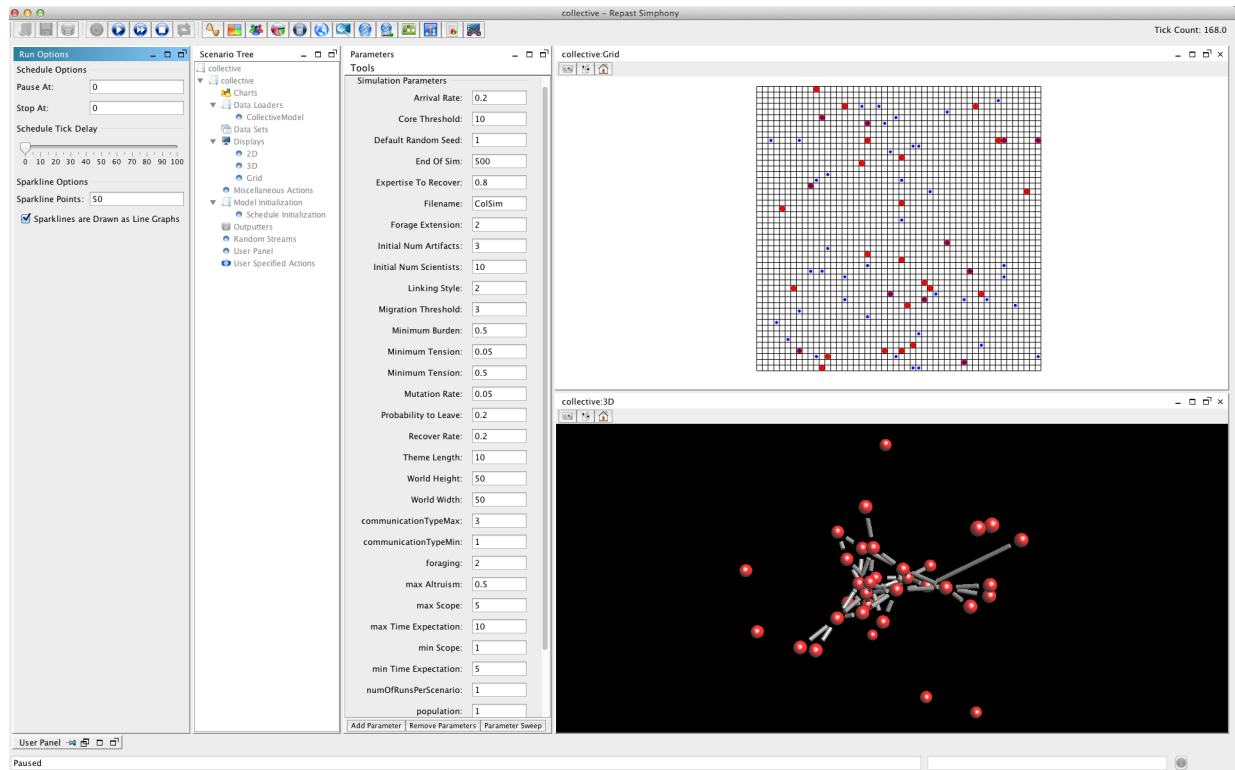 collective - Repast Simphony
Tick Count: 168.0
Run Options
Schedule Options
Pause At: 0
Stop At: 0
Schedule Tick Delay
0 10 20 30 40 50 60 70 80 90 100
Sparkline Options
Sparkline Points: 50
Sparklines are Drawn as Line Graphs
Scenario Tree
collective
collective
Charts
Data Loaders
CollectiveModel
Data Sets
Displays
2D
3D
Grid
Miscellaneous Actions
Model Initialization
Schedule Initialization
Outputters
Random Streams
User Panel
User Specified Actions
Parameters
Tools
Simulation Parameters
Arrival Rate: 0.2
Core Threshold: 10
Default Random Seed: 1
End Of Sim: 500
Expertise To Recover: 0.8
Filename: ColSim
Forage Extension: 2
Initial Num Artifacts: 3
Initial Num Scientists: 10
Linking Style: 2
Migration Threshold: 3
Minimum Burden: 0.5
Minimum Tension: 0.05
Minimum Tension: 0.5
Mutation Rate: 0.05
Probability to Leave: 0.2
Recover Rate: 0.2
Theme Length: 10
World Height: 50
World Width: 50
communicationTypeMax: 3
communicationTypeMin: 1
foraging: 2
max Altruism: 0.5
max Scope: 5
max Time Expectation: 10
min Scope: 1
min Time Expectation: 5
numOfRunsPerScenario: 1
population: 1
Add Parameter Remove Parameters Parameter Sweep
collective:Grid
collective:3D
User Panel
Paused